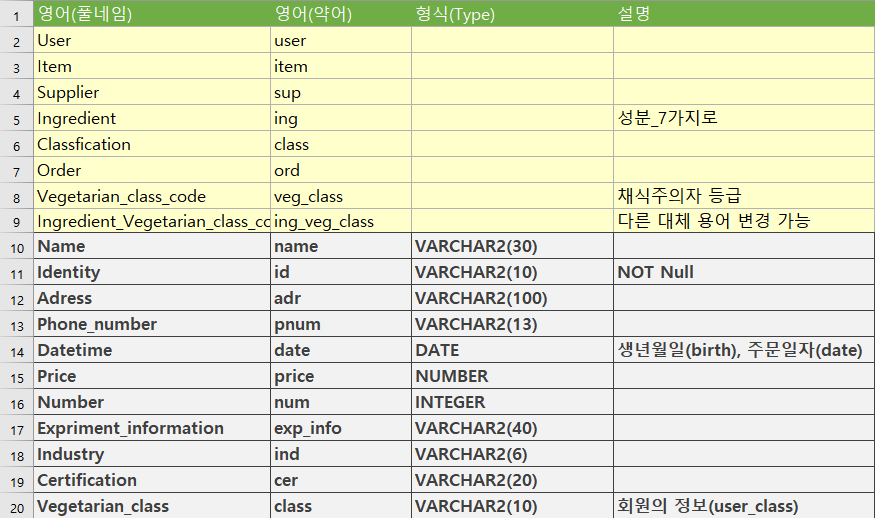 1 영어(풀네임) 영어(약어) 형식(Type) 설명
2 User user
3 Item item
4 Supplier sup
5 Ingredient ing 성분_7가지로
6 Classfication class
7 Order ord
8 Vegetarian_class_code veg_class 채식주의자 등급
9 Ingredient_Vegetarian_class_co ing_veg_class 다른 대체 용어 변경 가능
10 Name name VARCHAR2(30)
11 Identity id VARCHAR2(10) NOT Null
12 Adress adr VARCHAR2(100)
13 Phone_number pnum VARCHAR2(13)
14 Datetime date DATE 생년월일(birth), 주문일자(date)
15 Price price NUMBER
16 Number num INTEGER
17 Expriment_information exp_info VARCHAR2(40)
18 Industry ind VARCHAR2(6)
19 Certification cer VARCHAR2(20)
20 Vegetarian_class class VARCHAR2(10) 회원의 정보(user_class)